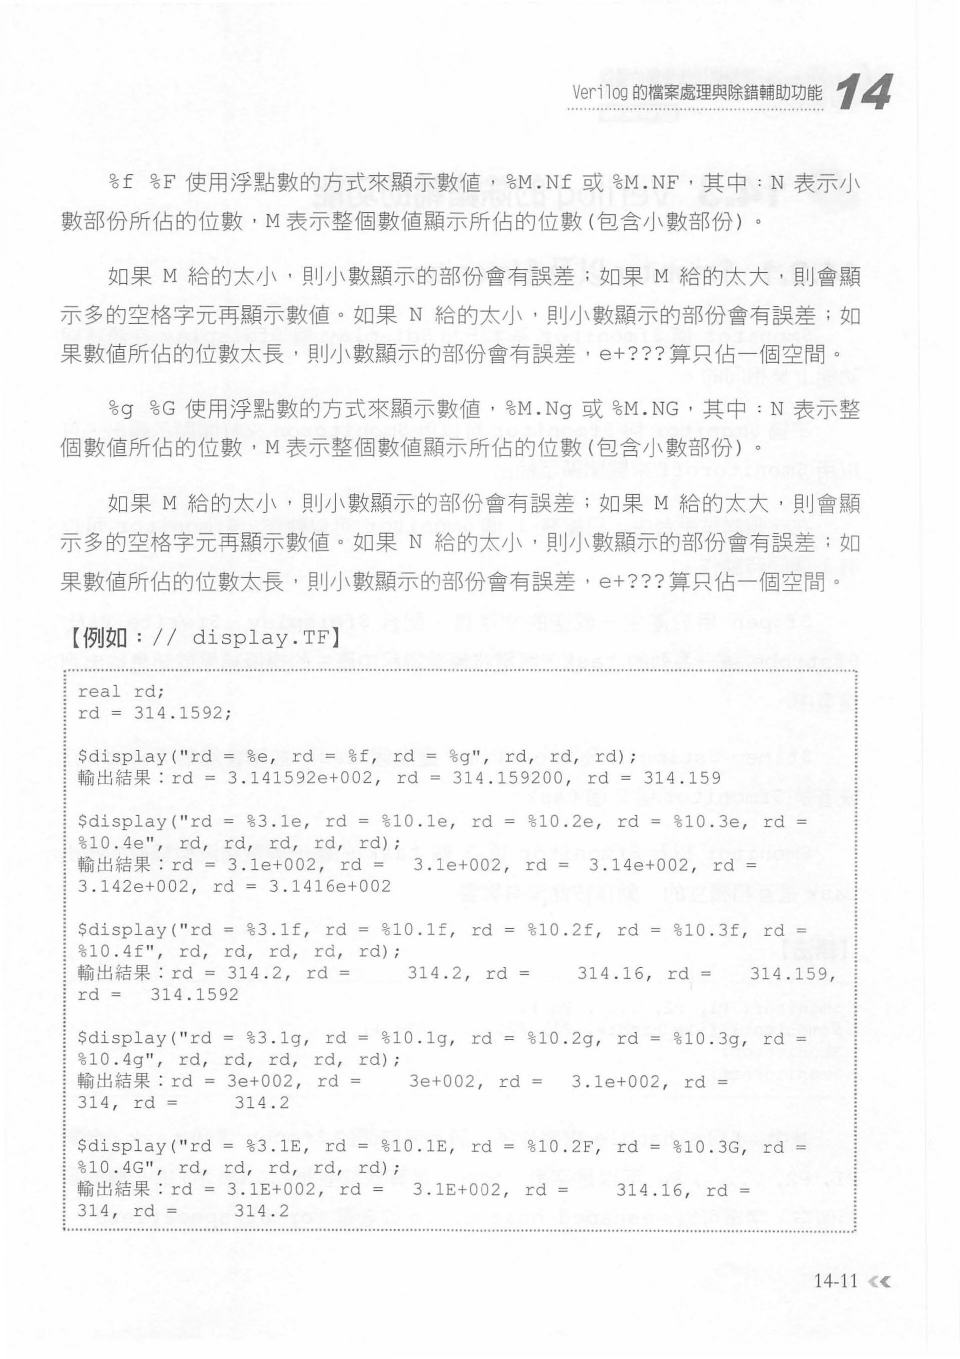 Verilog 的檔案處理與除錯輔助功能 14
%f %F 使用浮點數的方式來顯示數值，%M.Nf 或 %M.NF，其中：N 表示小
數部份所佔的位數，M 表示整個數值顯示所佔的位數(包含小數部份)。
如果 M 給的太小，則小數顯示的部份會有誤差；如果 M 給的太大，則會顯
示多的空格字元再顯示數值。如果 N 給的太小，則小數顯示的部份會有誤差；如
果數值所佔的位數太長，則小數顯示的部份會有誤差，e+???算只佔一個空間。
%g %G 使用浮點數的方式來顯示數值，%M.Ng 或 %M.NG，其中：N 表示整
個數值所佔的位數，M 表示整個數值顯示所佔的位數(包含小數部份)。
如果 M 給的太小，則小數顯示的部份會有誤差；如果 M 給的太大，則會顯
示多的空格字元再顯示數值。如果 N 給的太小，則小數顯示的部份會有誤差；如
果數值所佔的位數太長，則小數顯示的部份會有誤差，e+???算只佔一個空間。
【例如：// display.TF】
real rd;
rd = 314.1592;
$display("rd = %e, rd = %f, rd = %g", rd, rd, rd);
輸出結果：rd = 3.141592e+002, rd = 314.159200, rd = 314.159
$display("rd = %3.1e, rd = %10.1e, rd = %10.2e, rd = %10.3e, rd =
%10.4e", rd, rd, rd, rd, rd);
輸出結果：rd = 3.1e+002, rd =    3.1e+002, rd =  3.14e+002, rd =
3.142e+002, rd = 3.1416e+002
$display("rd = %3.1f, rd = %10.1f, rd = %10.2f, rd = %10.3f, rd =
%10.4f", rd, rd, rd, rd, rd);
輸出結果：rd = 314.2, rd =      314.2, rd =     314.16, rd =    314.159,
rd =   314.1592
$display("rd = %3.1g, rd = %10.1g, rd = %10.2g, rd = %10.3g, rd =
%10.4g", rd, rd, rd, rd, rd);
輸出結果：rd = 3e+002, rd =      3e+002, rd =   3.1e+002, rd =
314, rd =      314.2
$display("rd = %3.1E, rd = %10.1E, rd = %10.2F, rd = %10.3G, rd =
%10.4G", rd, rd, rd, rd, rd);
輸出結果：rd = 3.1E+002, rd =   3.1E+002, rd =     314.16, rd =
314, rd =      314.2
14-11